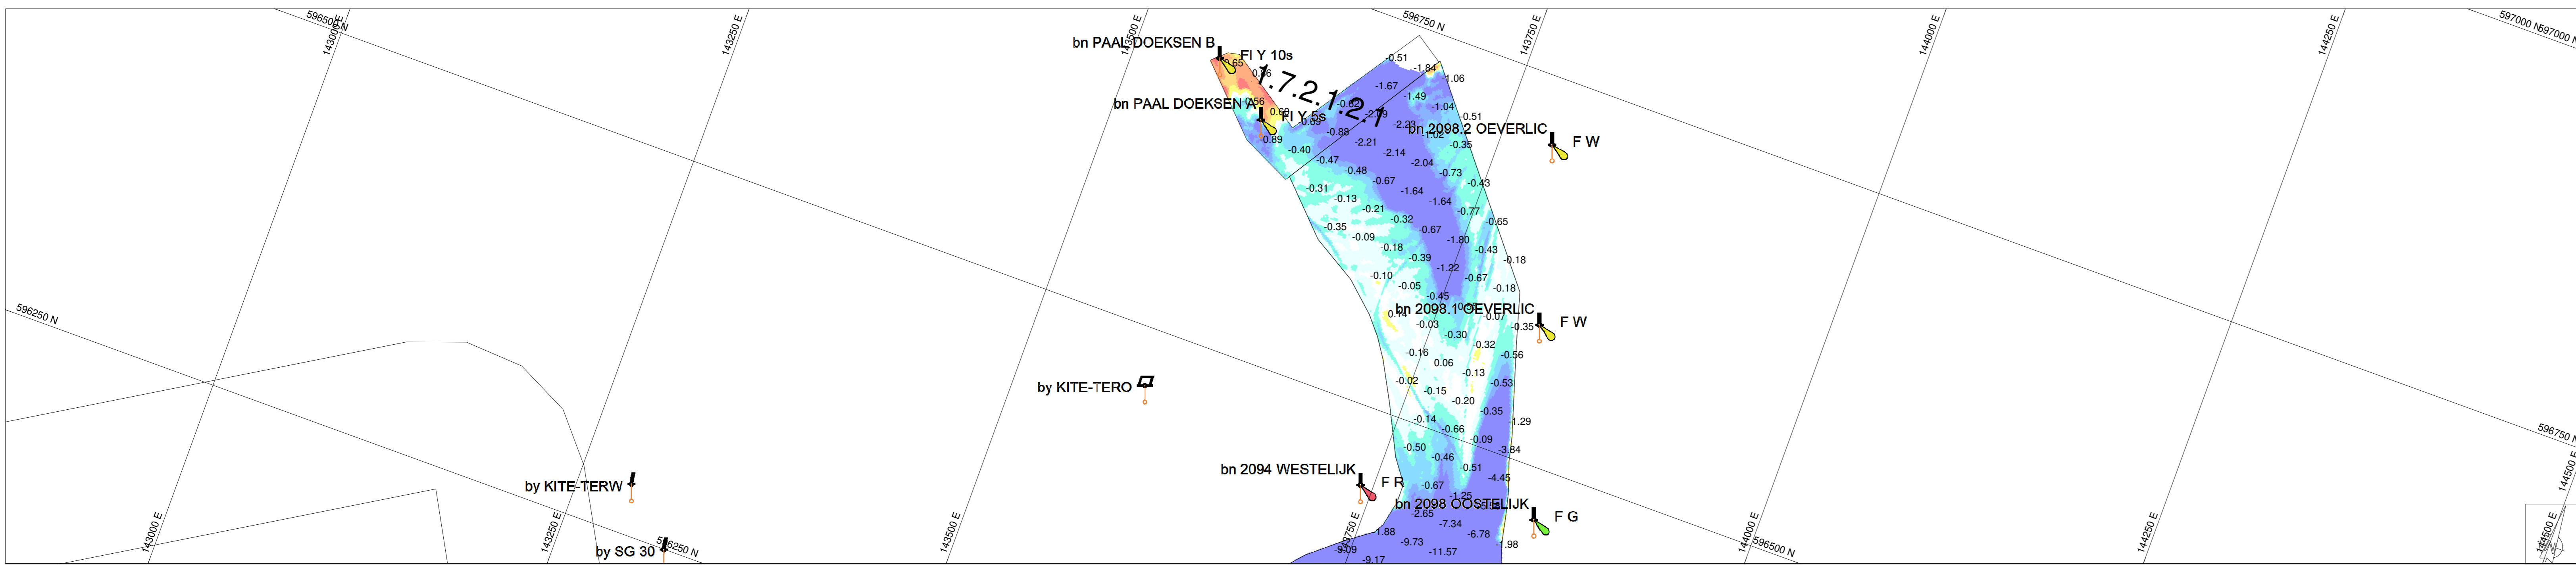 596500 N
143000 E
143250 E
143500 E
596750 N
143750 E
144000 E
144250 E
597000 N
597000 N
bn PAAL DOEKSEN B
Fl Y 10s
-0.51
-1.84
-1.06
1.7.2.1.2.1
-1.67
-1.49
-1.04
bn PAAL DOEKSEN A
Fl Y 5s
-2.23
-0.51
bn 2098.2 OEVERLIC
F W
-0.88
-1.02
-0.89
-2.21
-0.35
-0.40
-2.14
-0.47
-2.04
-0.48
-0.73
-0.67
-0.43
-0.31
-1.64
-0.13
-1.64
-0.21
-0.77
-0.32
-0.65
-0.35
-0.67
-0.09
-1.80
-0.18
-0.43
-0.39
-0.18
-1.22
-0.10
-0.67
-0.05
-0.18
-0.45
596250 N
bn 2098.1 OEVERLIC
F W
-0.03
-0.35
-0.30
-0.32
-0.16
-0.56
0.06
-0.13
-0.02
-0.53
by KITE-TERO
-0.15
-0.20
-0.35
-0.14
-1.29
-0.66
-0.09
596750 N
-0.50
-3.84
-0.46
-0.51
bn 2094 WESTELIJK
F R
-4.45
-0.67
-1.25
by KITE-TERW
bn 2098 OOSTELIJK
F G
-2.65
-7.34
-1.88
-6.78
-9.73
-1.98
-9.09
-11.57
-9.17
by SG 30
596250 N
596500 N
143000 E
143250 E
143500 E
143750 E
144000 E
144250 E
144500 E
144500 E